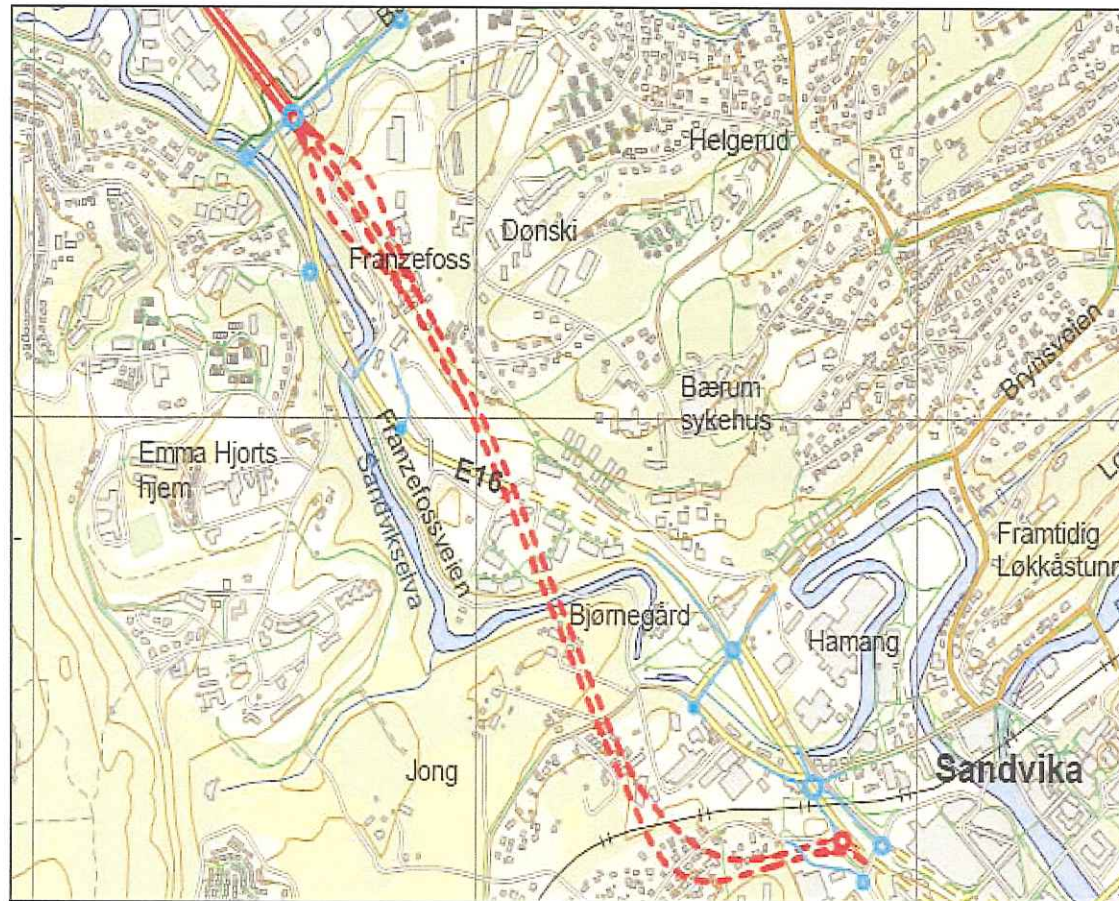 Helgerud
Dønski
Franzefoss
Brynsveien
Bærum
sykehus
Emma Hjorts
hjem
E16
Franzefossveien
Sandvikselva
Framtidig
Løkkåstunn
Bjørnegård
Hamang
Jong
Sandvika